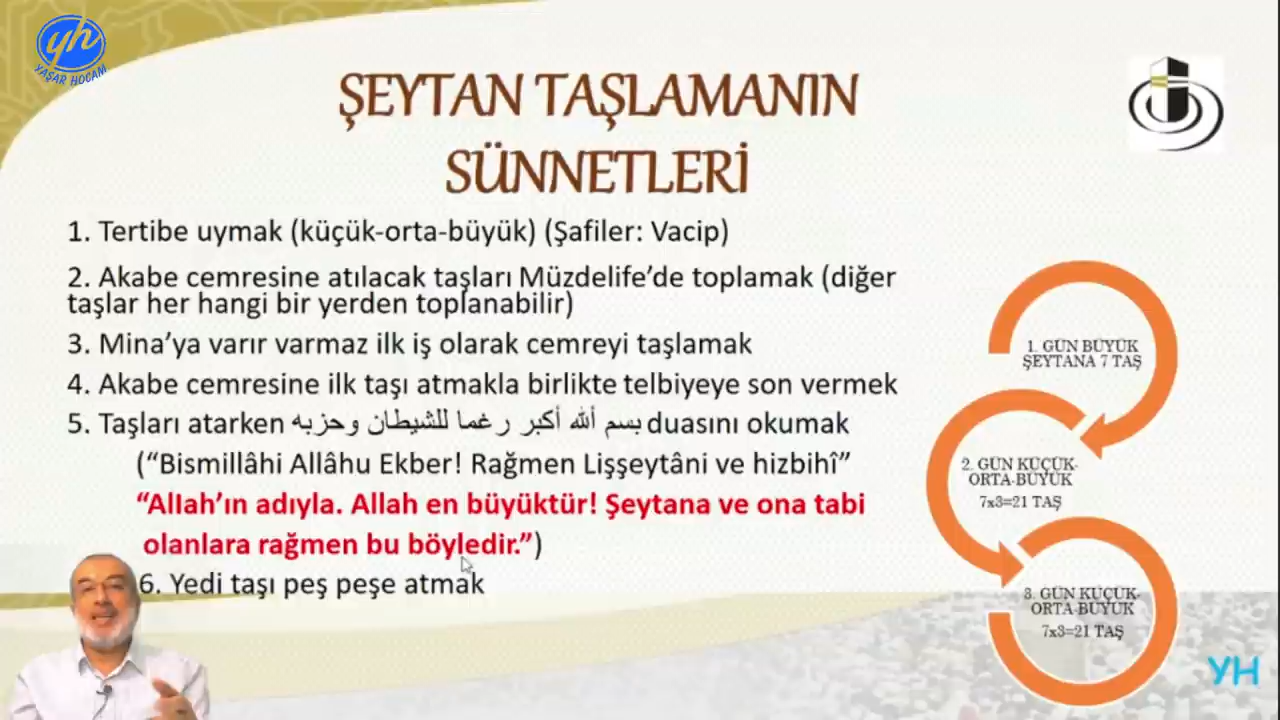 yh
YAŞAR HOCAM
ŞEYTAN TAŞLAMANIN
SÜNNETLERİ
1. Tertibe uymak (küçük-orta-büyük) (Şafiler: Vacip)
2. Akabe cemresine atılacak taşları Müzdelife’de toplamak (diğer
taşlar her hangi bir yerden toplanabilir)
3. Mina’ya varır varmaz ilk iş olarak cemreyi taşlamak
4. Akabe cemresine ilk taşı atmakla birlikte telbiyeye son vermek
5. Taşları atarken بسم ألله أكبر رغما للشيطان وحزبه duasını okumak
(“Bismillâhi Allâhu Ekber! Rağmen Lişşeytâni ve hizbihî”
“Allah’ın adıyla. Allah en büyüktür! Şeytana ve ona tabi
olanlara rağmen bu böyledir.”)
6. Yedi taşı peş peşe atmak
1. GÜN BÜYÜK
ŞEYTANA 7 TAŞ
2. GÜN KÜÇÜK-
ORTA-BÜYÜK
7x3=21 TAŞ
3. GÜN KÜÇÜK-
ORTA-BÜYÜK
7x3=21 TAŞ
YH